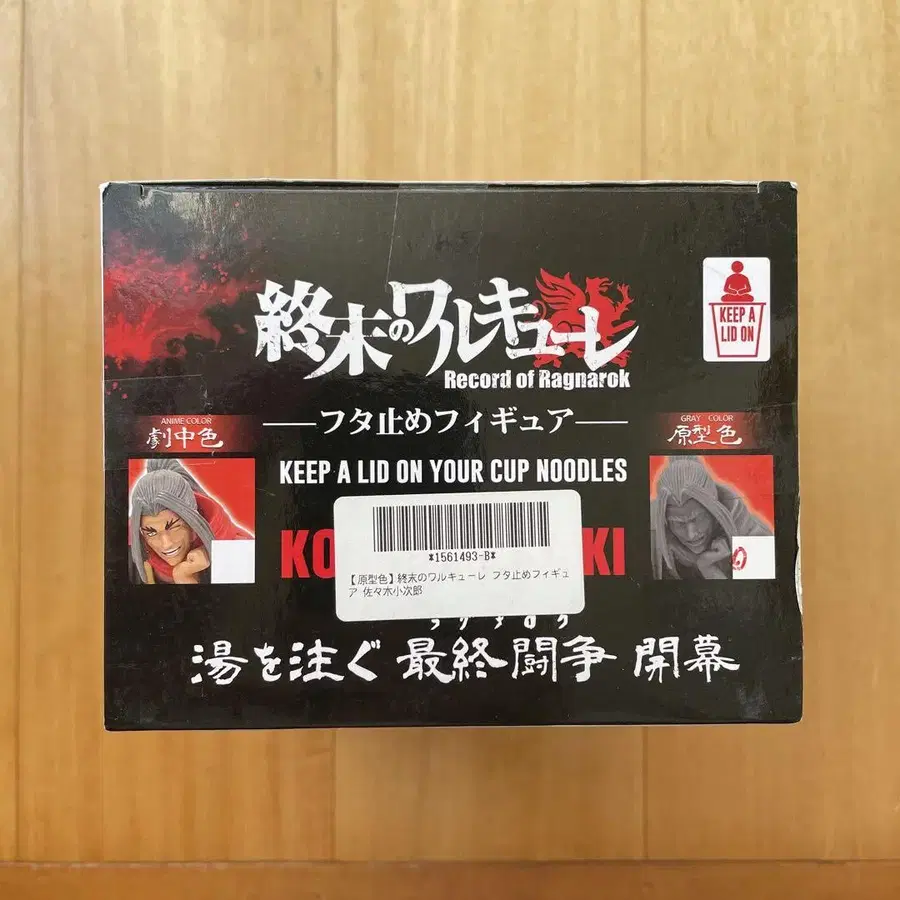 終末のワルキューレ
Record of Ragnarok
KEEP A
LID ON
フタ止めフィギュア
ANIME COLOR
劇中色
GRAY COLOR
原型色
KEEP A LID ON YOUR CUP NOODLES
KO
KI
*1561493-B*
【原型色】終末のワルキューレ フタ止めフィギュ
ア 佐々木小次郎
ラグナロク
湯を注ぐ 最終闘争 開幕